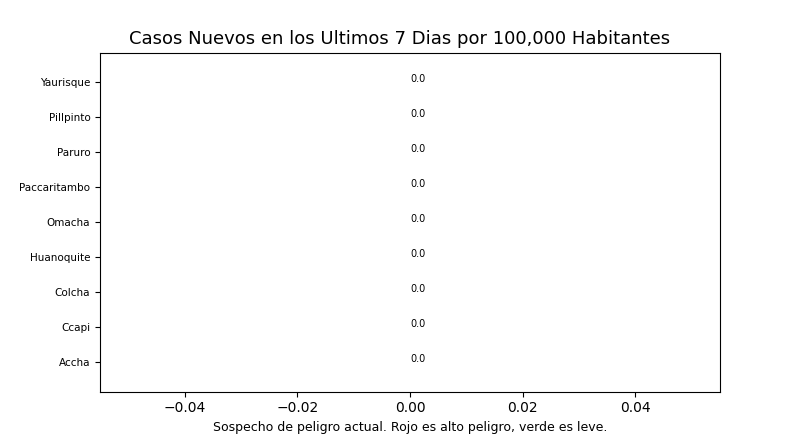 Casos Nuevos en los Ultimos 7 Dias por 100,000 Habitantes
Yaurisque 0.0
Pillpinto 0.0
Paruro 0.0
Paccaritambo 0.0
Omacha 0.0
Huanoquite 0.0
Colcha 0.0
Ccapi 0.0
Accha 0.0
−0.04 −0.02 0.00 0.02 0.04
Sospecho de peligro actual. Rojo es alto peligro, verde es leve.